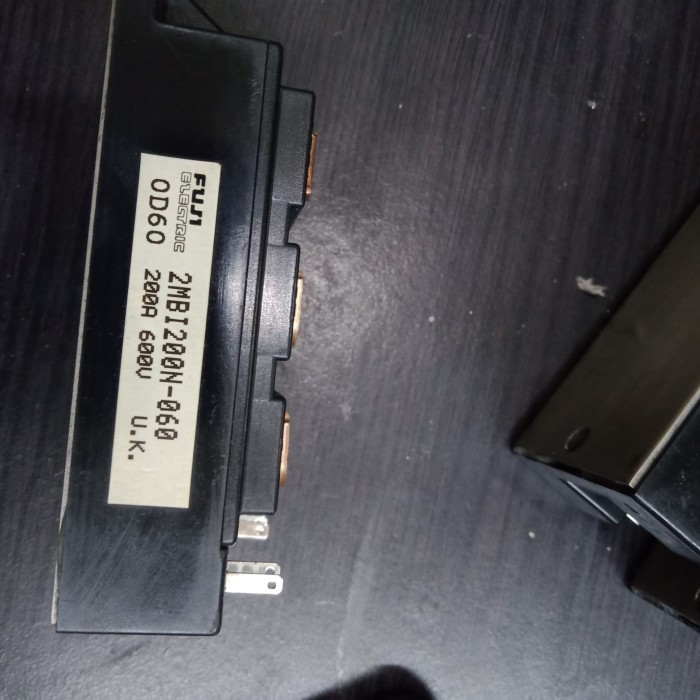 FUJI
ELECTRIC
2MBI200N-060
OD60
200A 600V
U.K.